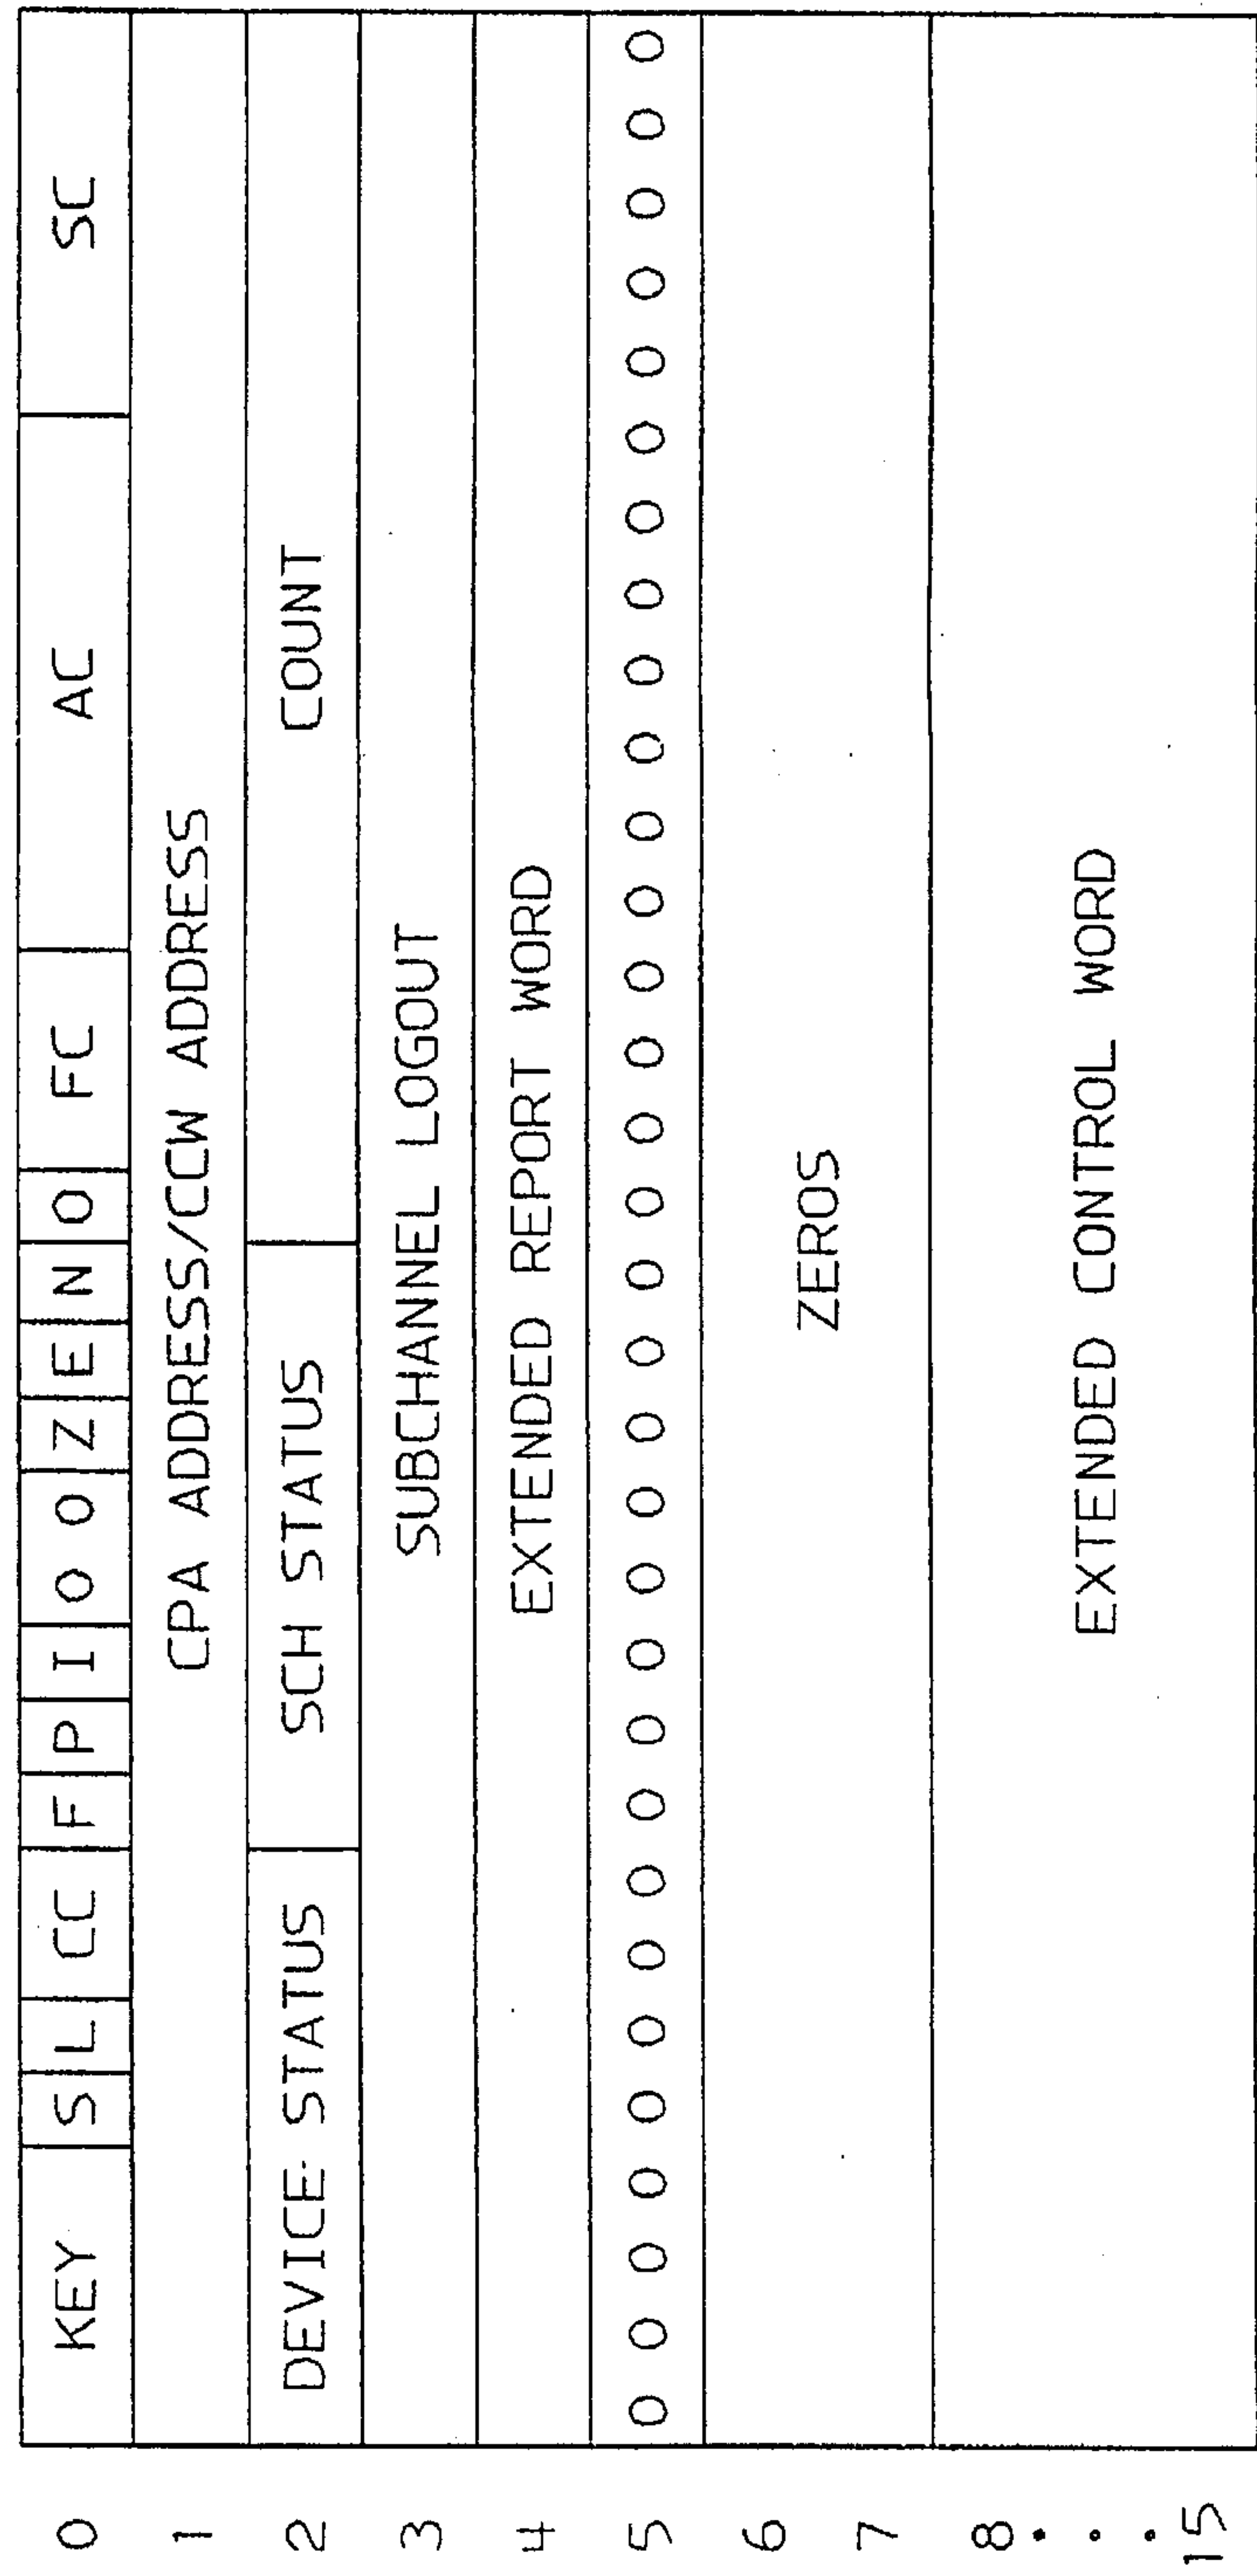 0 KEY S L CC F P I 0 0 Z E N 0 FC AC SC
1 CPA ADDRESS/CCW ADDRESS
2 DEVICE STATUS SCH STATUS COUNT
3 SUBCHANNEL LOGOUT
4 EXTENDED REPORT WORD
5 0 0 0 0 0 0 0 0 0 0 0 0 0 0 0 0 0 0 0 0 0 0 0 0 0 0 0 0 0 0 0 0
6
ZEROS
7
8
EXTENDED CONTROL WORD
15